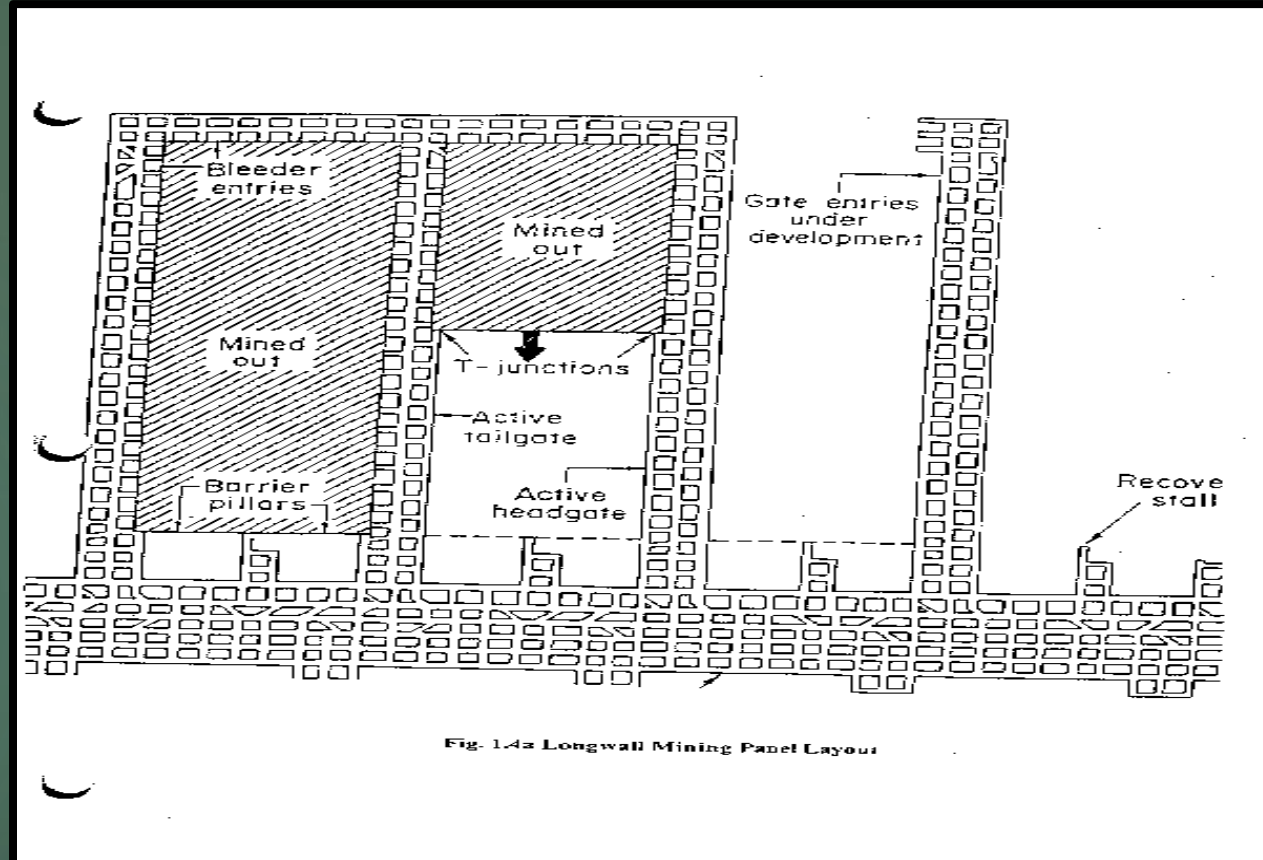 Bleeder
entries
Mined
out
Gate entries
under
development
Mined
out
T-junctions
Active
tailgate
Barrier
pillars
Active
headgate
Recove
stall
Fig. 1.4a Longwall Mining Panel Layout